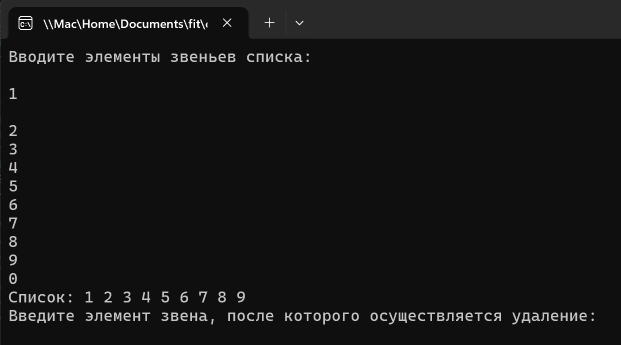 \\Mac\Home\Documents\fit\
Вводите элементы звеньев списка:
1
2
3
4
5
6
7
8
9
0
Список: 1 2 3 4 5 6 7 8 9
Введите элемент звена, после которого осуществляется удаление: